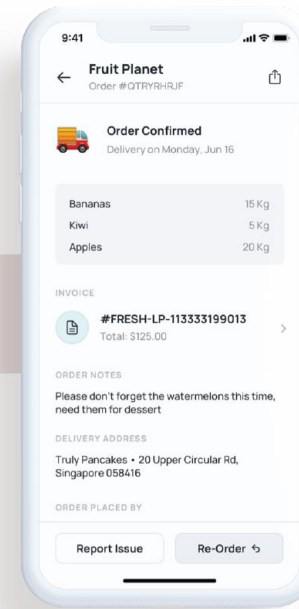 9:41
Fruit Planet
Order #QTRYRHRJF
Order Confirmed
Delivery on Monday, Jun 16
Bananas 15 Kg
Kiwi 5 Kg
Apples 20 Kg
INVOICE
#FRESH-LP-113333199013
Total: $125.00
ORDER NOTES
Please don't forget the watermelons this time,
need them for dessert
DELIVERY ADDRESS
Truly Pancakes • 20 Upper Circular Rd,
Singapore 058416
ORDER PLACED BY
Report Issue
Re-Order